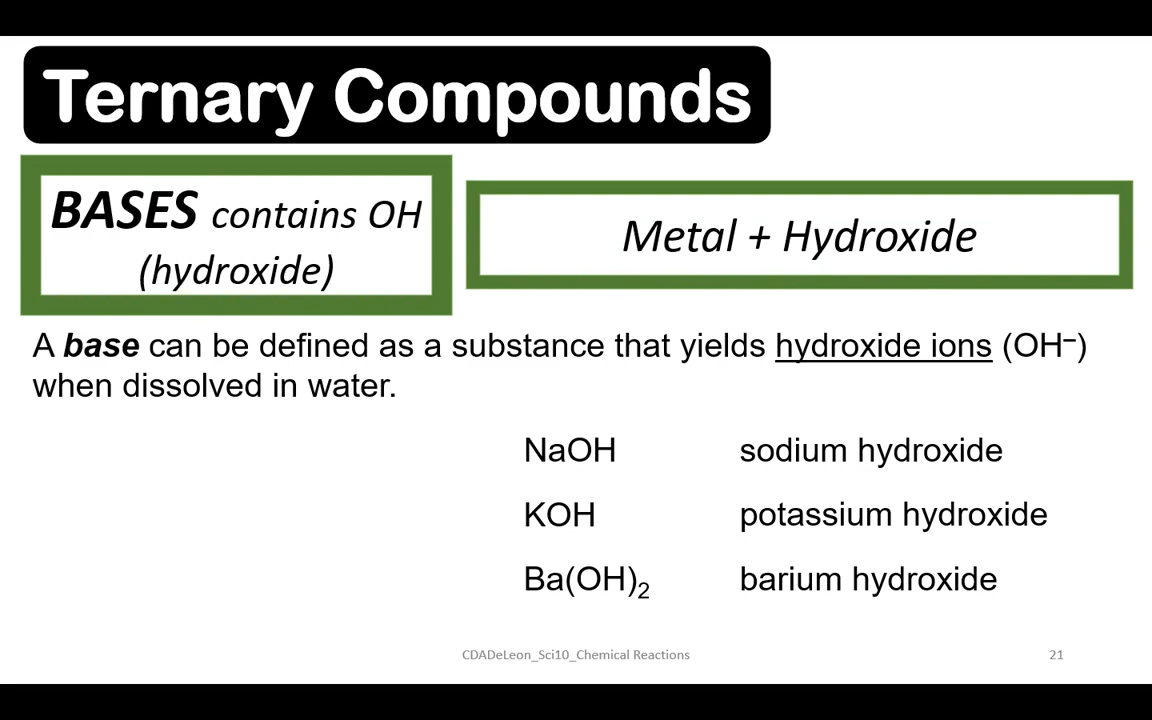 Ternary Compounds
BASES contains OH
(hydroxide)
Metal + Hydroxide
A base can be defined as a substance that yields hydroxide ions (OH⁻)
when dissolved in water.
NaOH sodium hydroxide
KOH potassium hydroxide
Ba(OH)₂ barium hydroxide
CDADeLeon_Sci10_Chemical Reactions 21